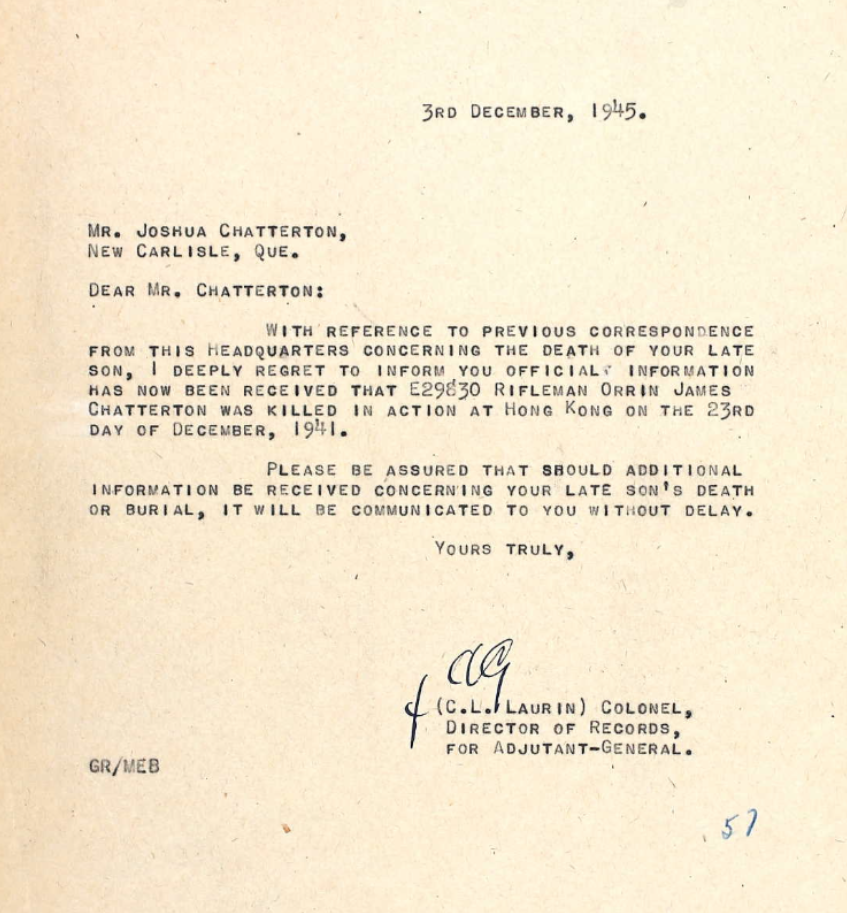 3RD DECEMBER, 1945.
MR. JOSHUA CHATTERTON,
NEW CARLISLE, QUE.
DEAR MR. CHATTERTON:
WITH REFERENCE TO PREVIOUS CORRESPONDENCE
FROM THIS HEADQUARTERS CONCERNING THE DEATH OF YOUR LATE
SON, I DEEPLY REGRET TO INFORM YOU OFFICIAL INFORMATION
HAS NOW BEEN RECEIVED THAT E29830 RIFLEMAN ORRIN JAMES
CHATTERTON WAS KILLED IN ACTION AT HONG KONG ON THE 23RD
DAY OF DECEMBER, 1941.
PLEASE BE ASSURED THAT SHOULD ADDITIONAL
INFORMATION BE RECEIVED CONCERNING YOUR LATE SON'S DEATH
OR BURIAL, IT WILL BE COMMUNICATED TO YOU WITHOUT DELAY.
YOURS TRULY,
(C.L. LAURIN) COLONEL,
DIRECTOR OF RECORDS,
FOR ADJUTANT-GENERAL.
GR/MEB
57